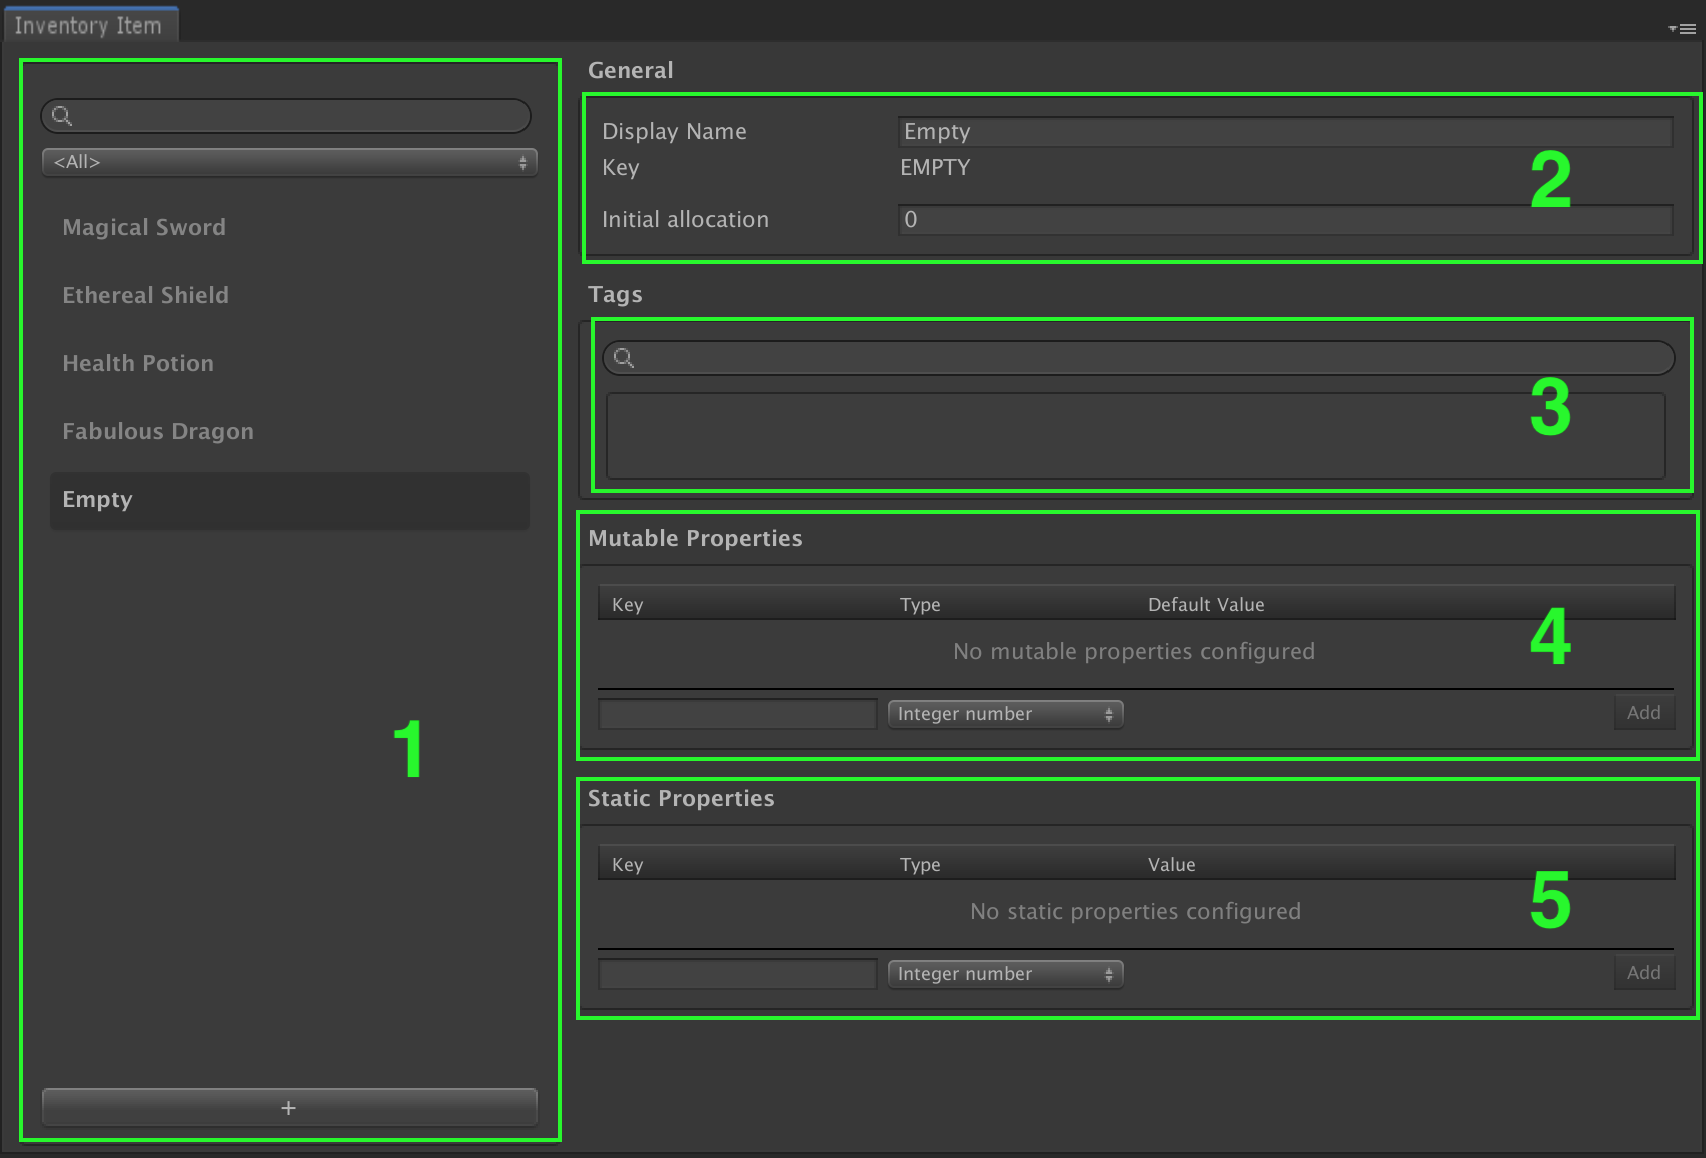 Inventory Item
<All>
Magical Sword
Ethereal Shield
Health Potion
Fabulous Dragon
Empty
+
1
General
Display Name Empty
Key EMPTY
Initial allocation 0
2
Tags
3
Mutable Properties
Key Type Default Value
No mutable properties configured
Integer number Add
4
Static Properties
Key Type Value
No static properties configured
Integer number Add
5